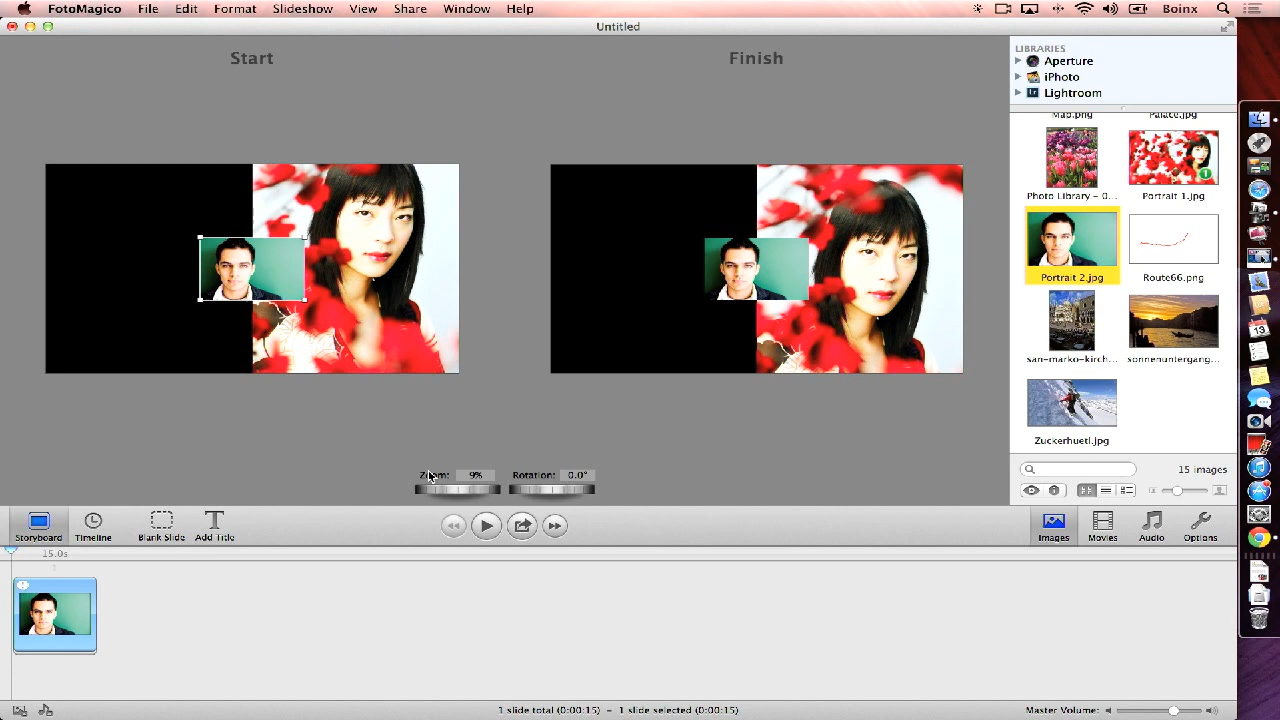 FotoMagico File Edit Format Slideshow View Share Window Help Boinx
Untitled
Start
Finish
LIBRARIES
Aperture
iPhoto
Lr Lightroom
Map.png Palace.jpg
Photo Library – 0... Portrait 1.jpg
Portrait 2.jpg Route66.png
san-marko-kirch... sonnenuntergang...
Zuckerhuetl.jpg
15 images
Zoom: 9% Rotation: 0.0°
Storyboard Timeline Blank Slide Add Title Images Movies Audio Options
15.0s
1 slide total (0:00:15) – 1 slide selected (0:00:15)
Master Volume: